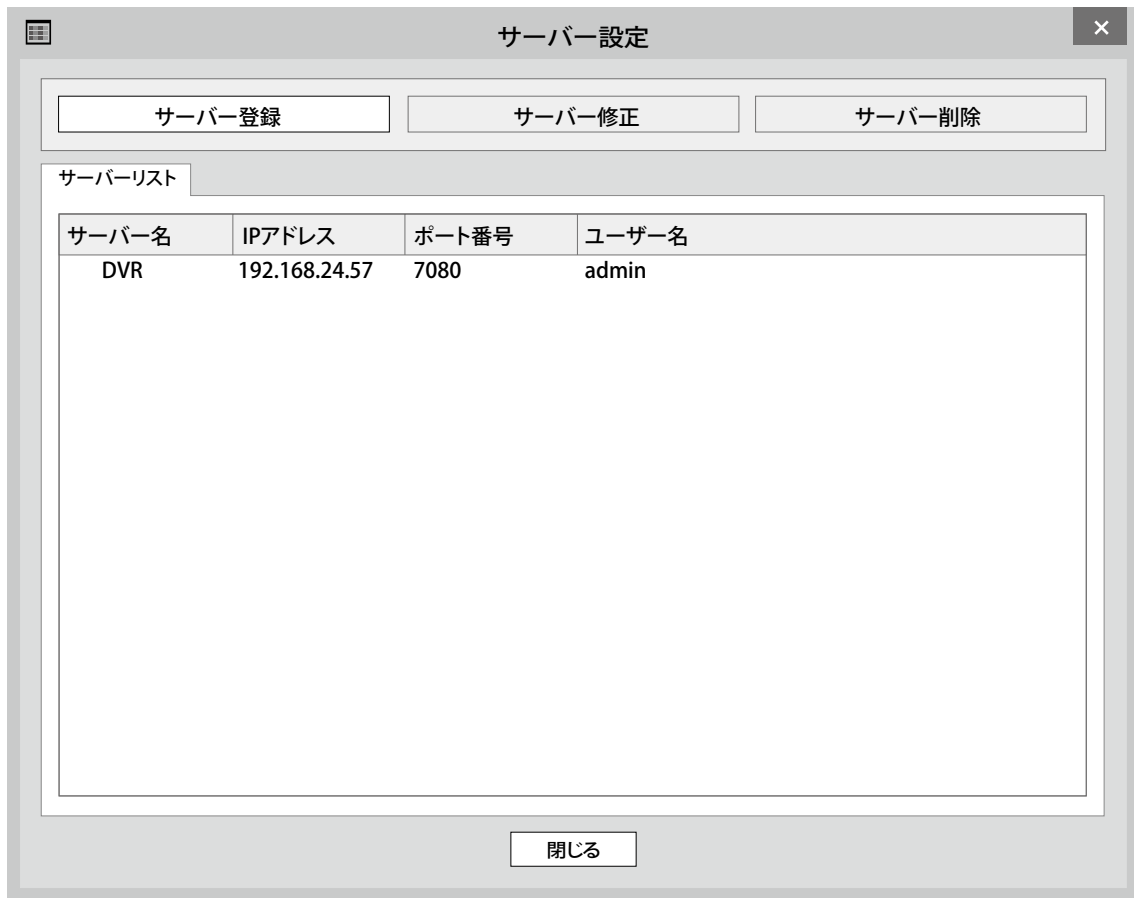 サーバー設定
サーバー登録 サーバー修正 サーバー削除
サーバーリスト
サーバー名 IPアドレス ポート番号 ユーザー名
DVR 192.168.24.57 7080 admin
閉じる